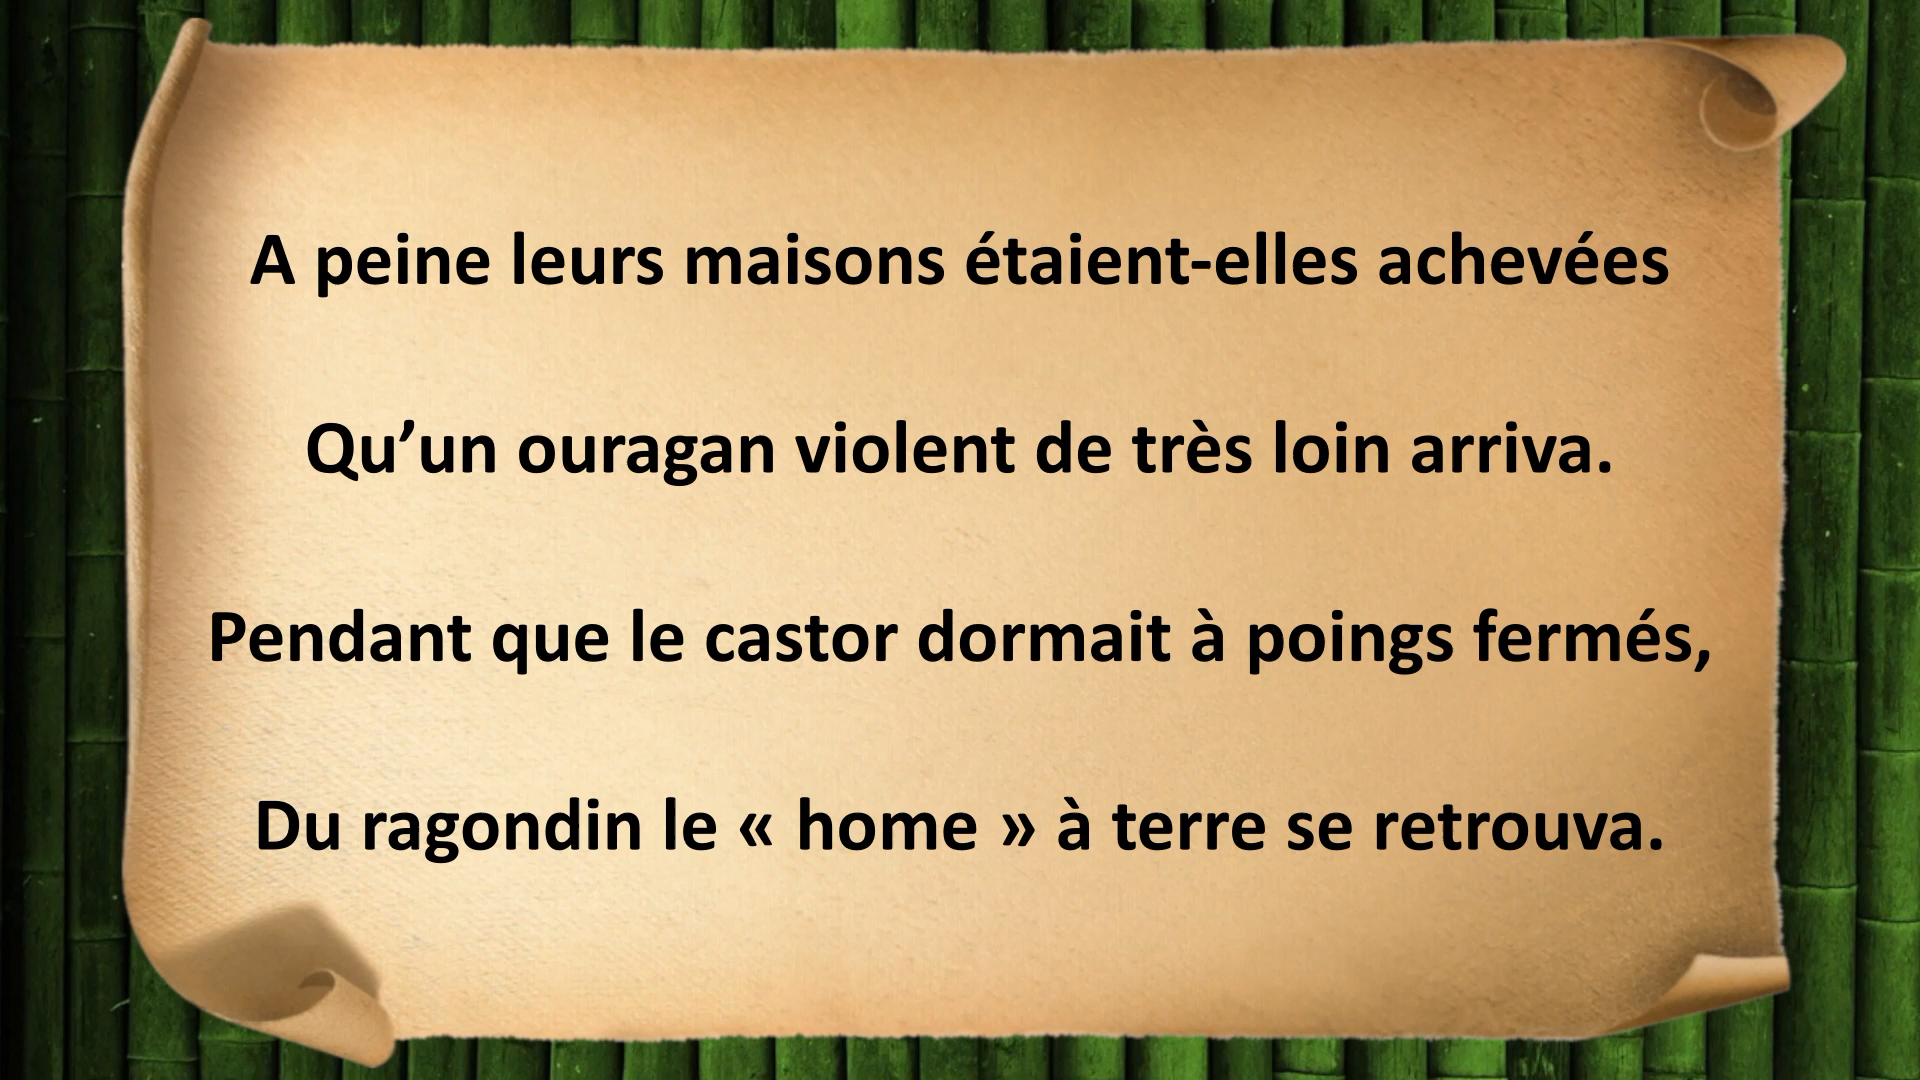 A peine leurs maisons étaient-elles achevées
Qu’un ouragan violent de très loin arriva.
Pendant que le castor dormait à poings fermés,
Du ragondin le « home » à terre se retrouva.